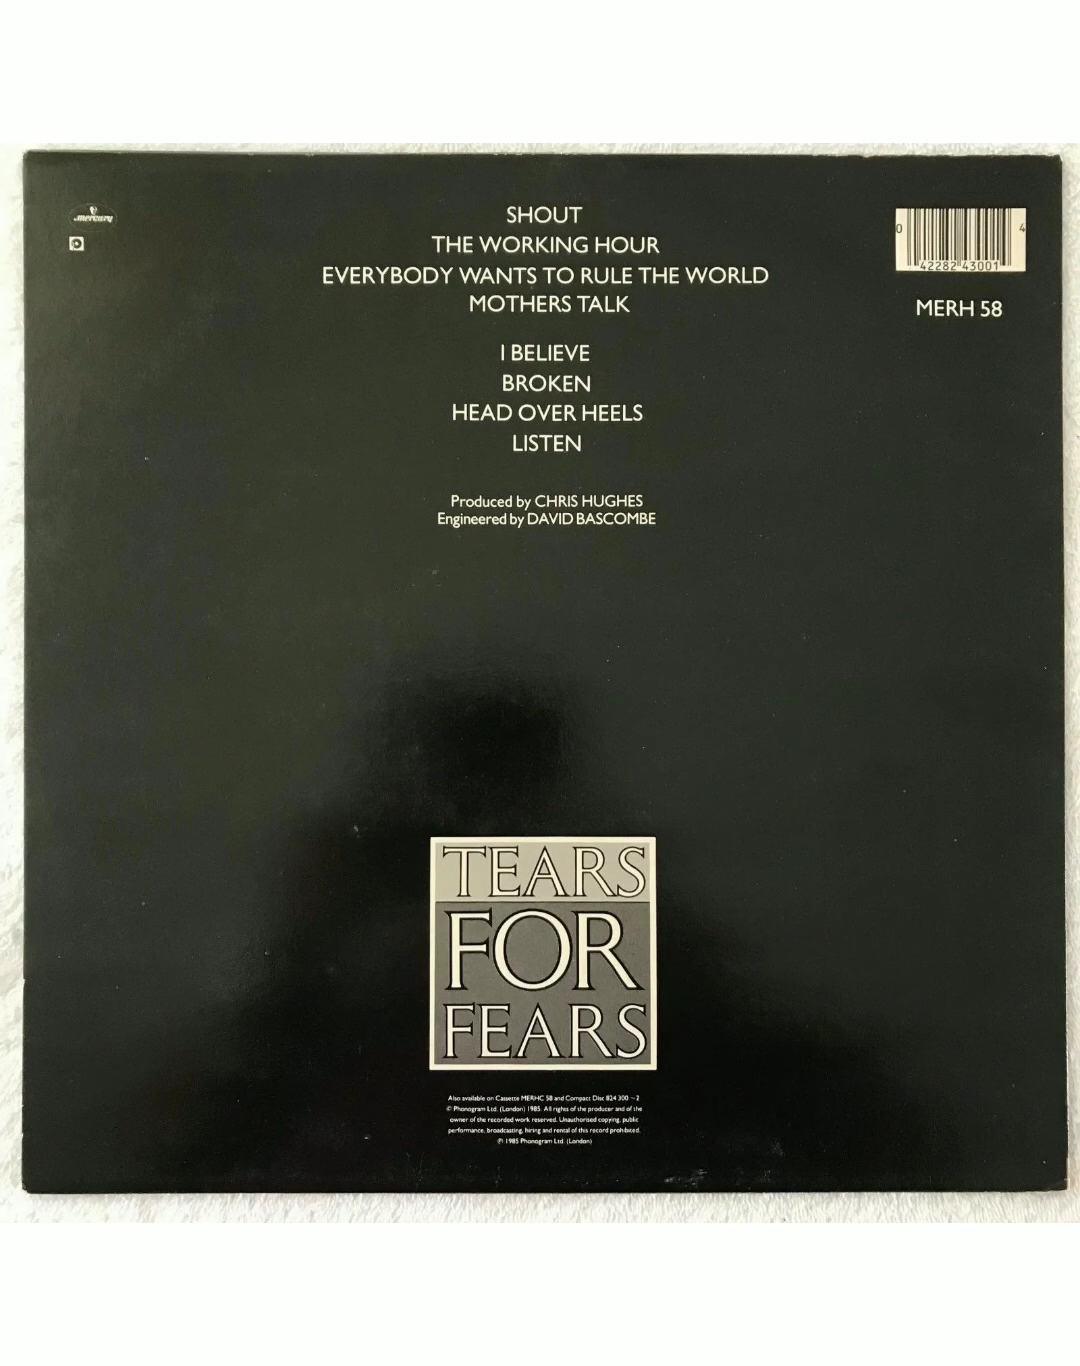 mercury
SHOUT
THE WORKING HOUR
EVERYBODY WANTS TO RULE THE WORLD
MOTHERS TALK
I BELIEVE
BROKEN
HEAD OVER HEELS
LISTEN
Produced by CHRIS HUGHES
Engineered by DAVID BASCOMBE
0 42282 43001 4
MERH 58
TEARS
FOR
FEARS
Also available on Cassette MERHC 58 and Compact Disc 824 300 – 2
© Phonogram Ltd. (London) 1985. All rights of the producer and of the
owner of the recorded work reserved. Unauthorised copying, public
performance, broadcasting, hiring and rental of this record prohibited.
℗ 1985 Phonogram Ltd. (London)